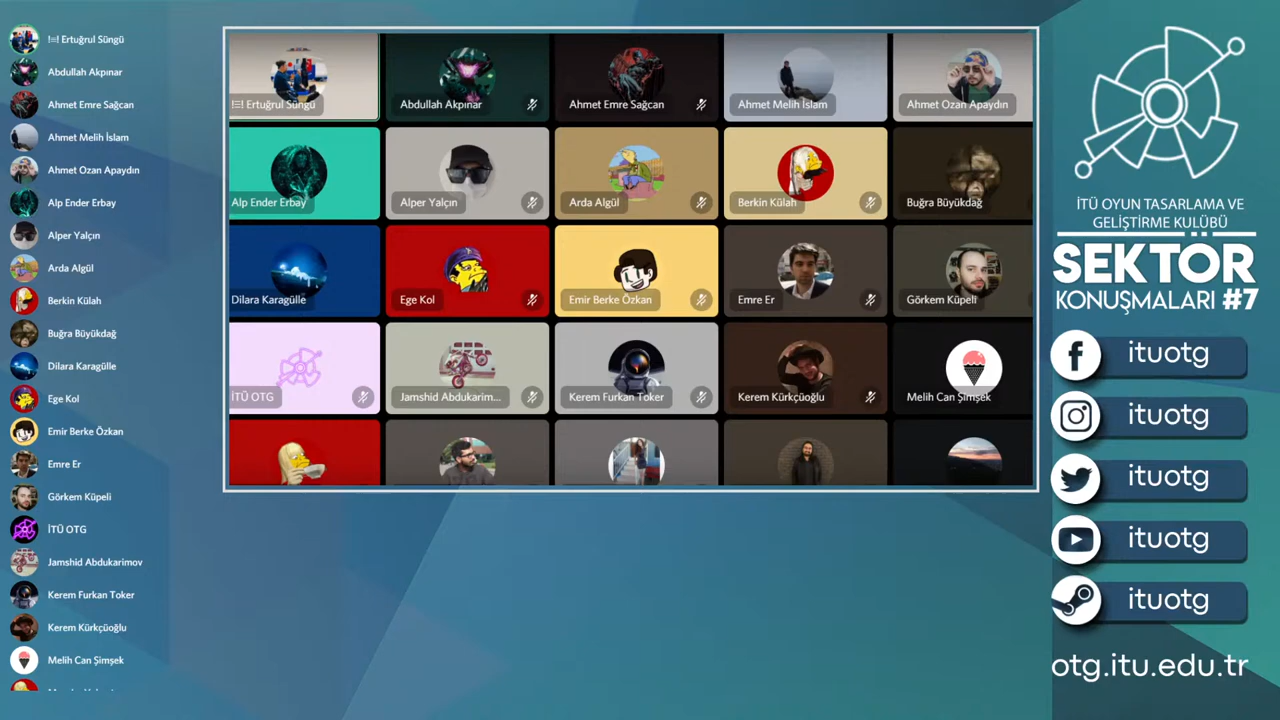 !≡! Ertuğrul Süngü
Abdullah Akpınar
Ahmet Emre Sağcan
Ahmet Melih İslam
Ahmet Ozan Apaydın
Alp Ender Erbay
Alper Yalçın
Arda Algül
Berkin Külah
Buğra Büyükdağ
Dilara Karagülle
Ege Kol
Emir Berke Özkan
Emre Er
Görkem Küpeli
İTÜ OTG
Jamshid Abdukarimov
Kerem Furkan Toker
Kerem Kürkçüoğlu
Melih Can Şimşek
!≡! Ertuğrul Süngü
Abdullah Akpınar
Ahmet Emre Sağcan
Ahmet Melih İslam
Ahmet Ozan Apaydın
Alp Ender Erbay
Alper Yalçın
Arda Algül
Berkin Külah
Buğra Büyükdağ
Dilara Karagülle
Ege Kol
Emir Berke Özkan
Emre Er
Görkem Küpeli
İTÜ OTG
Jamshid Abdukarim...
Kerem Furkan Toker
Kerem Kürkçüoğlu
Melih Can Şimşek
İTÜ OYUN TASARLAMA VE
GELİŞTİRME KULÜBÜ
SEKTÖR
KONUŞMALARI #7
ituotg
ituotg
ituotg
ituotg
ituotg
otg.itu.edu.tr